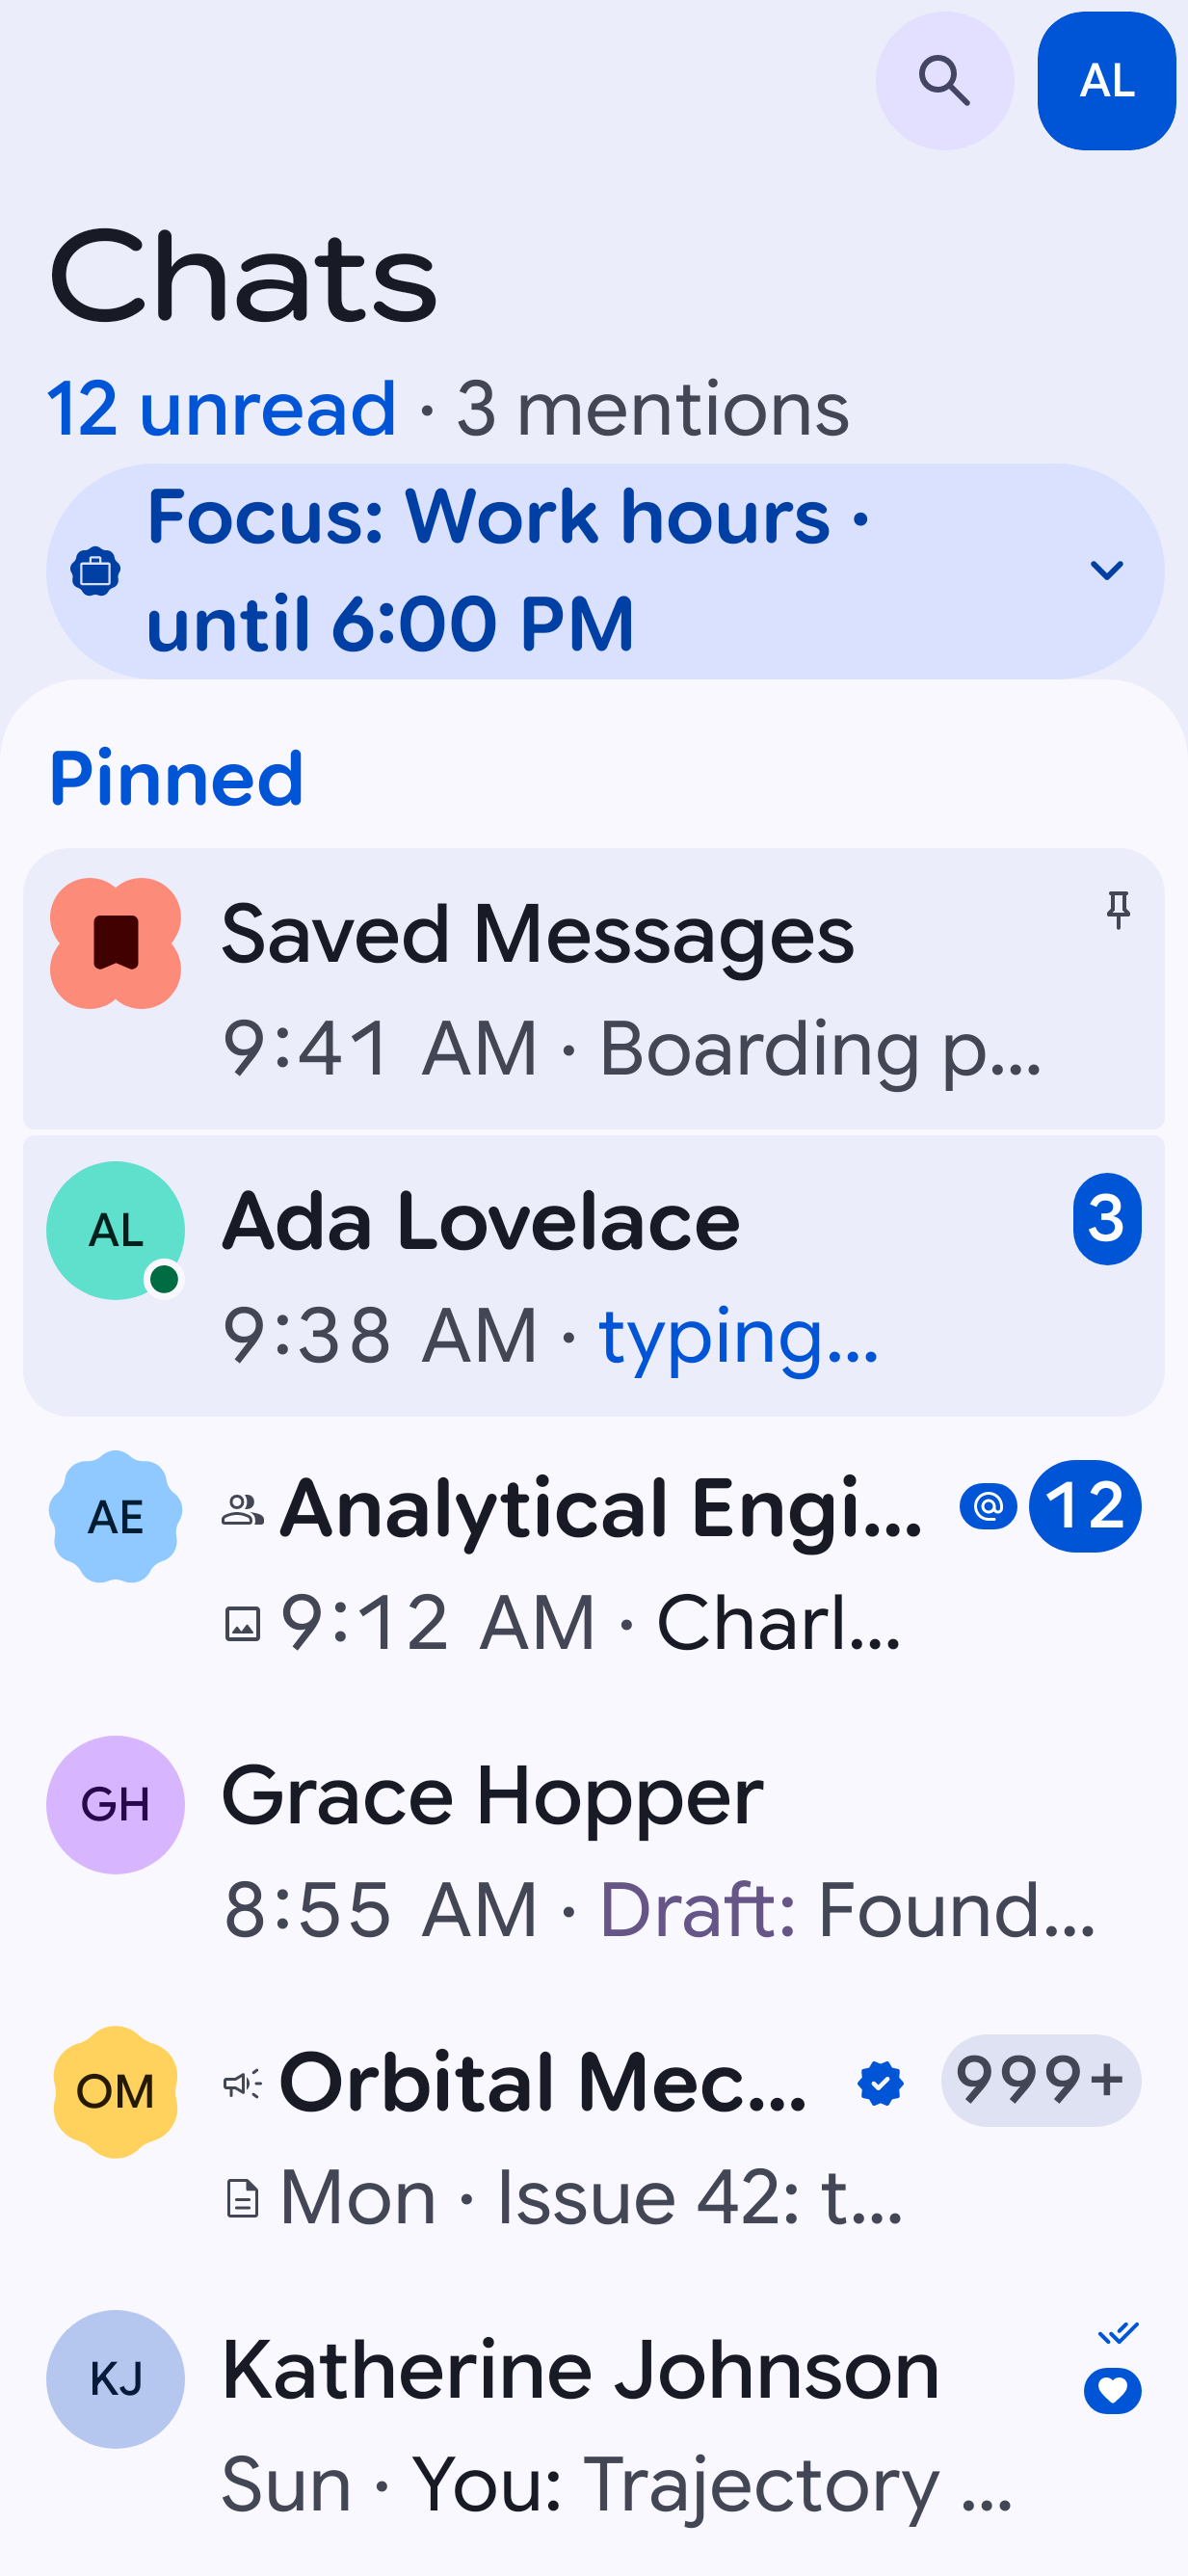 AL
Chats
12 unread · 3 mentions
Focus: Work hours ·
until 6:00 PM
Pinned
Saved Messages
9:41 AM · Boarding p...
AL
Ada Lovelace
3
9:38 AM · typing...
AE
Analytical Engi...
@
12
9:12 AM · Charl...
GH
Grace Hopper
8:55 AM · Draft: Found...
OM
Orbital Mec...
999+
Mon · Issue 42: t...
KJ
Katherine Johnson
Sun · You: Trajectory ...